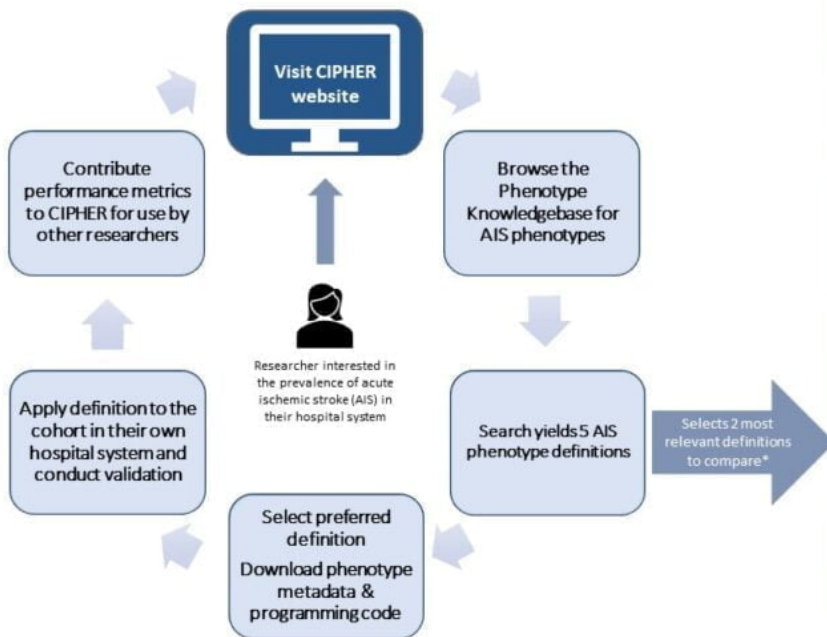 Visit CIPHER
website
Browse the
Phenotype
Knowledgebase for
AIS phenotypes
Search yields 5 AIS
phenotype definitions
Selects 2 most
relevant definitions
to compare*
Select preferred
definition
Download phenotype
metadata &
programming code
Apply definition to the
cohort in their own
hospital system and
conduct validation
Contribute
performance metrics
to CIPHER for use by
other researchers
Researcher interested in
the prevalence of acute
ischemic stroke (AIS) in
their hospital system